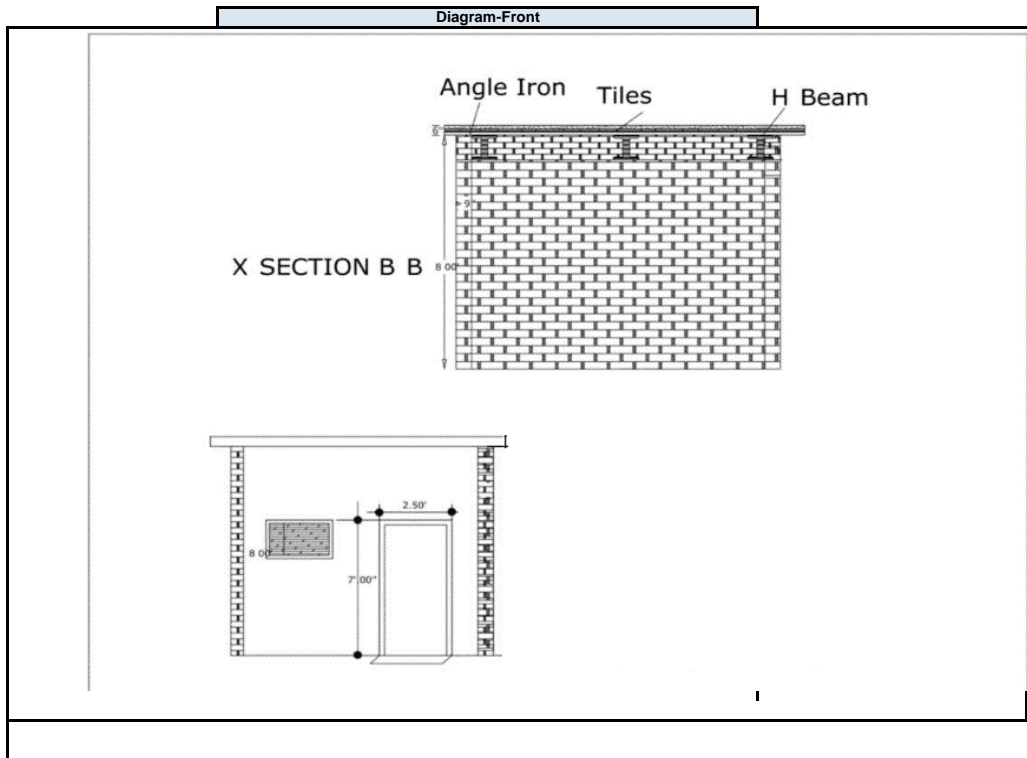 Diagram-Front
Angle Iron
Tiles
H Beam
9"
X SECTION B B
8 00'
2.50'
8 00'
7'.00"